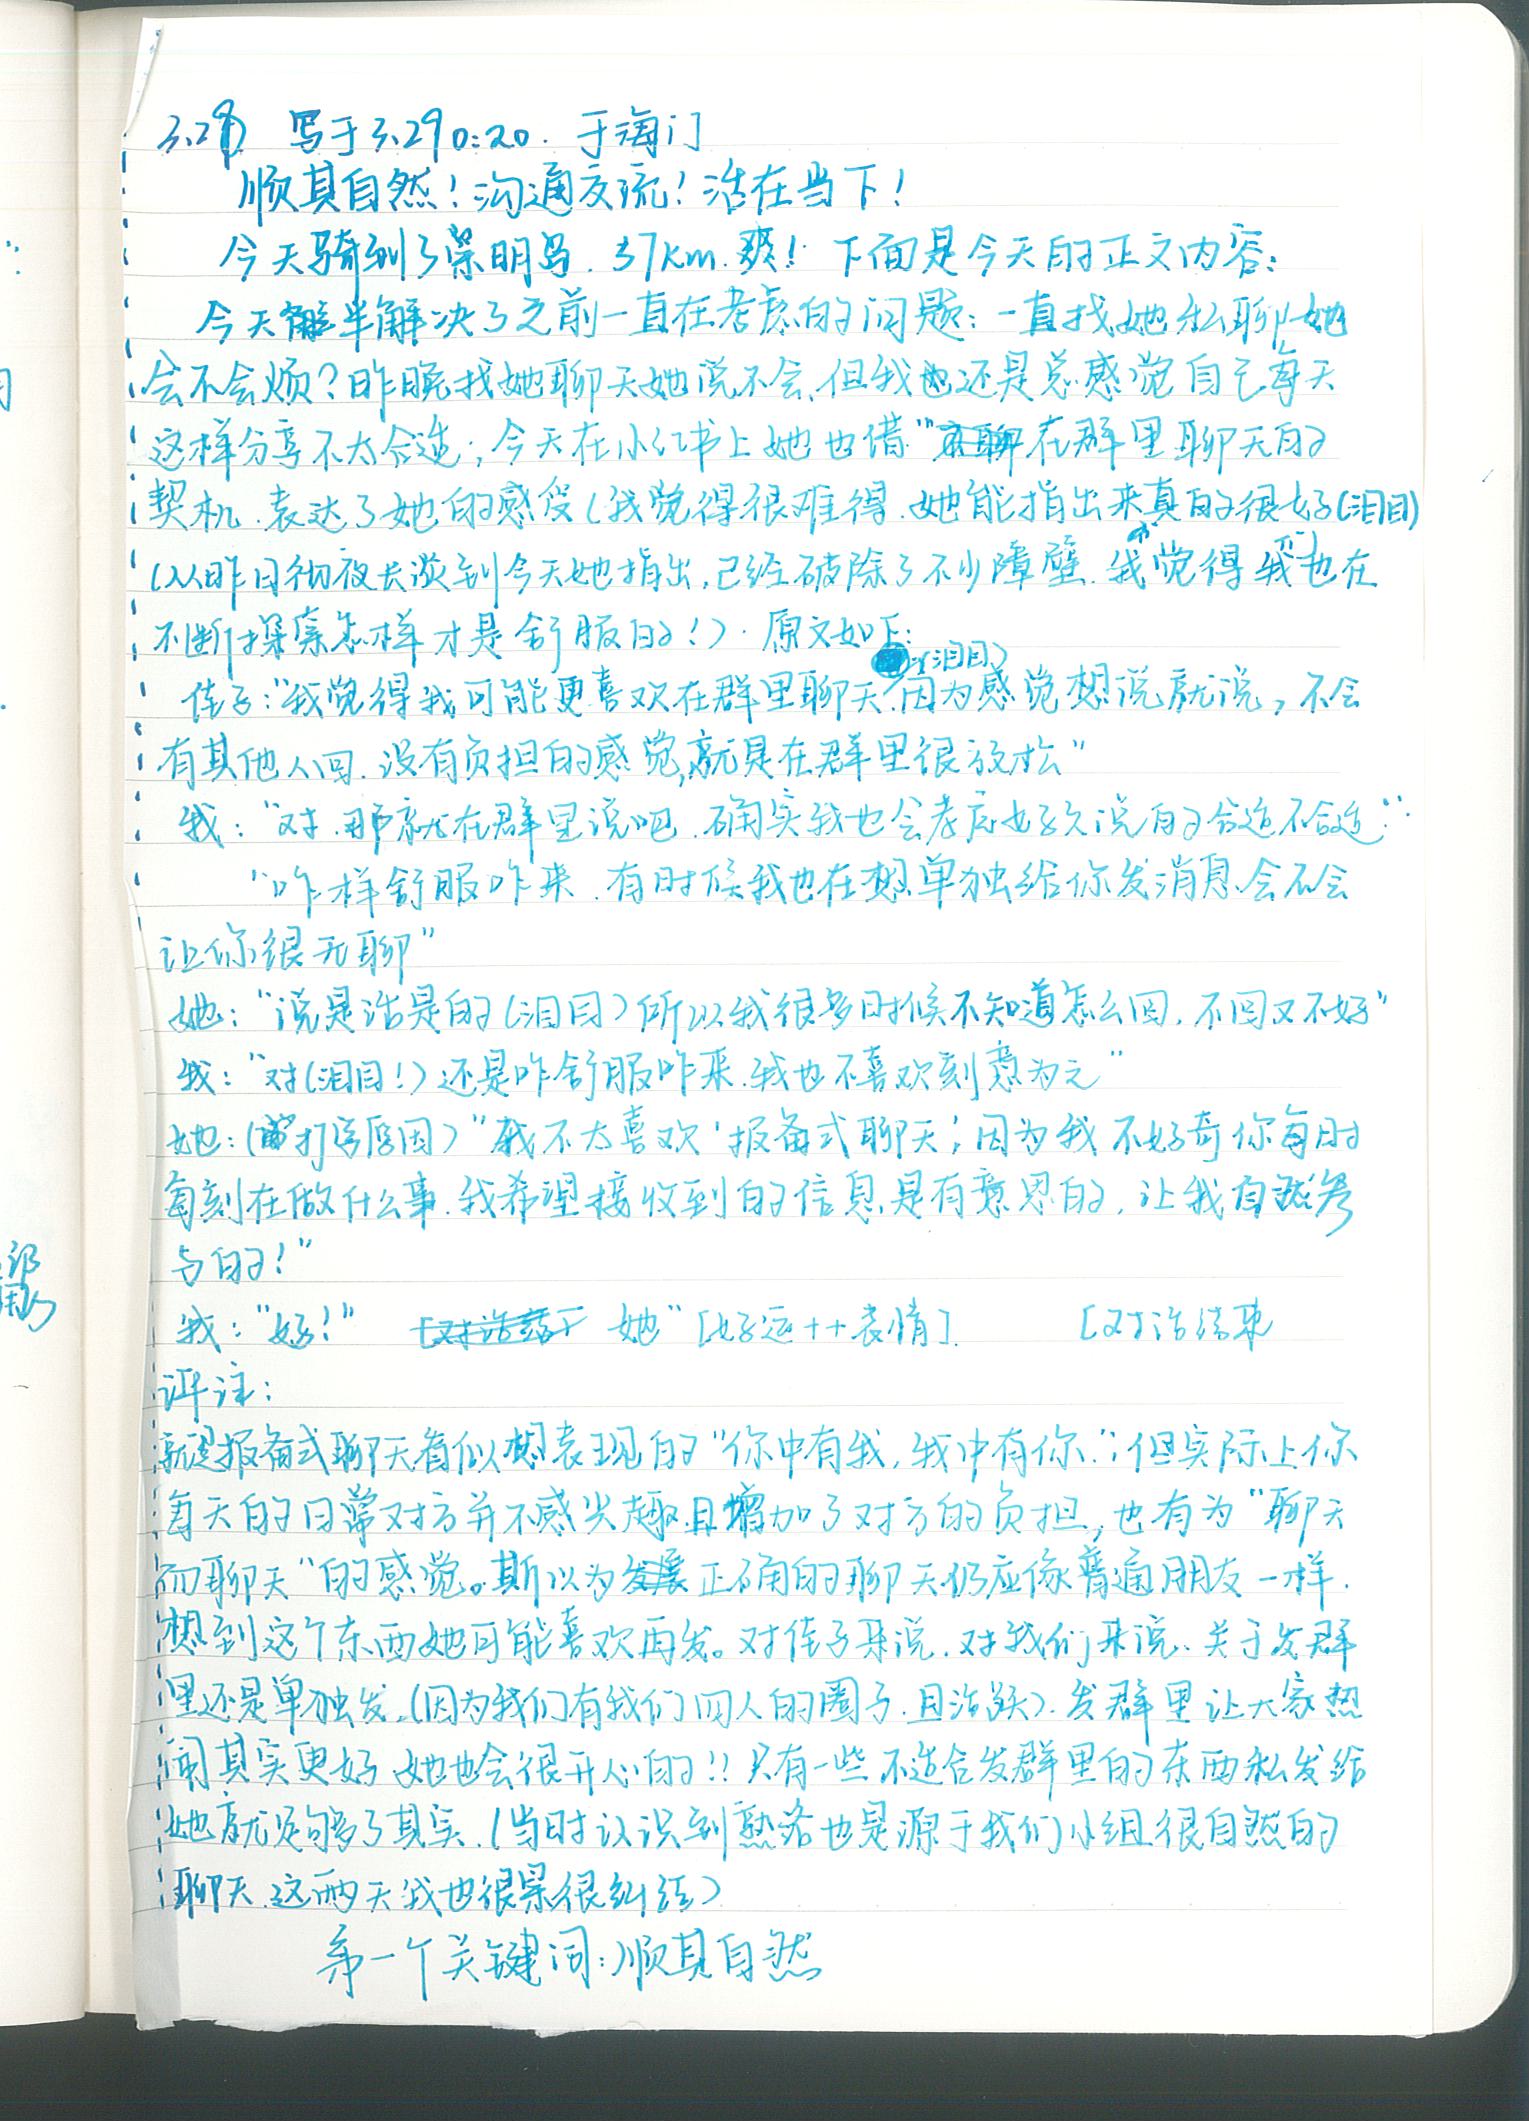 3.28 写于3.29 0:20. 于海门
顺其自然！沟通交流！活在当下！
今天骑到了崇明岛. 37km. 爽！下面是今天的正文内容：
今天半解决了之前一直在考虑的问题：一直找她私聊她
会不会烦？昨晚找她聊天她说不会，但我也还是总感觉自己每天
这样分享不太合适；今天在小红书上她也借"在群里聊天的
契机，表达了她的感受（我觉得很难得，她能指出来真的很好（泪目）
（从昨日彻夜长谈到今天她指出，已经破除了不少障壁，我觉得我们也在
不断探索怎样才是舒服的！）. 原文如下：
佳子："我觉得我可能更喜欢在群里聊天（泪目）因为感觉想说就说，不会
有其他人回，没有负担的感觉，就是在群里很放松"
我："对，那就在群里说吧，确实我也会考虑好久说的合适不合适"
"咋样舒服咋来，有时候我也在想单独给你发消息会不会
让你很无聊"
她："说是话是的（泪目）所以我很多时候不知道怎么回，不回又不好"
我："对（泪目！）还是咋舒服咋来，我也不喜欢刻意为之"
她：（打字原因）"我不太喜欢'报备式聊天'，因为我不好奇你每时
每刻在做什么事，我希望接收到的信息是有意思的，让我自然参
与的！"
我："好！" 她"[好运++表情]. [对话结束
评注：
就是报备式聊天看似想表现的"你中有我，我中有你"，但实际上你
每天的日常对方并不感兴趣，且增加了对方的负担，也有为"聊天
而聊天"的感觉。斯以为正确的聊天仍应像普通朋友一样，
想到这个东西她可能喜欢再发。对佳子来说，对我们来说，关于发群
里还是单独发，（因为我们有我们四人的圈子，且活跃），发群里让大家热
闹其实更好，她也会很开心的！！只有一些不适合发群里的东西私发给
她就足够了其实.（当时认识到熟络也是源于我们小组很自然的
聊天，这两天我也很累很纠结）
第一个关键词：顺其自然